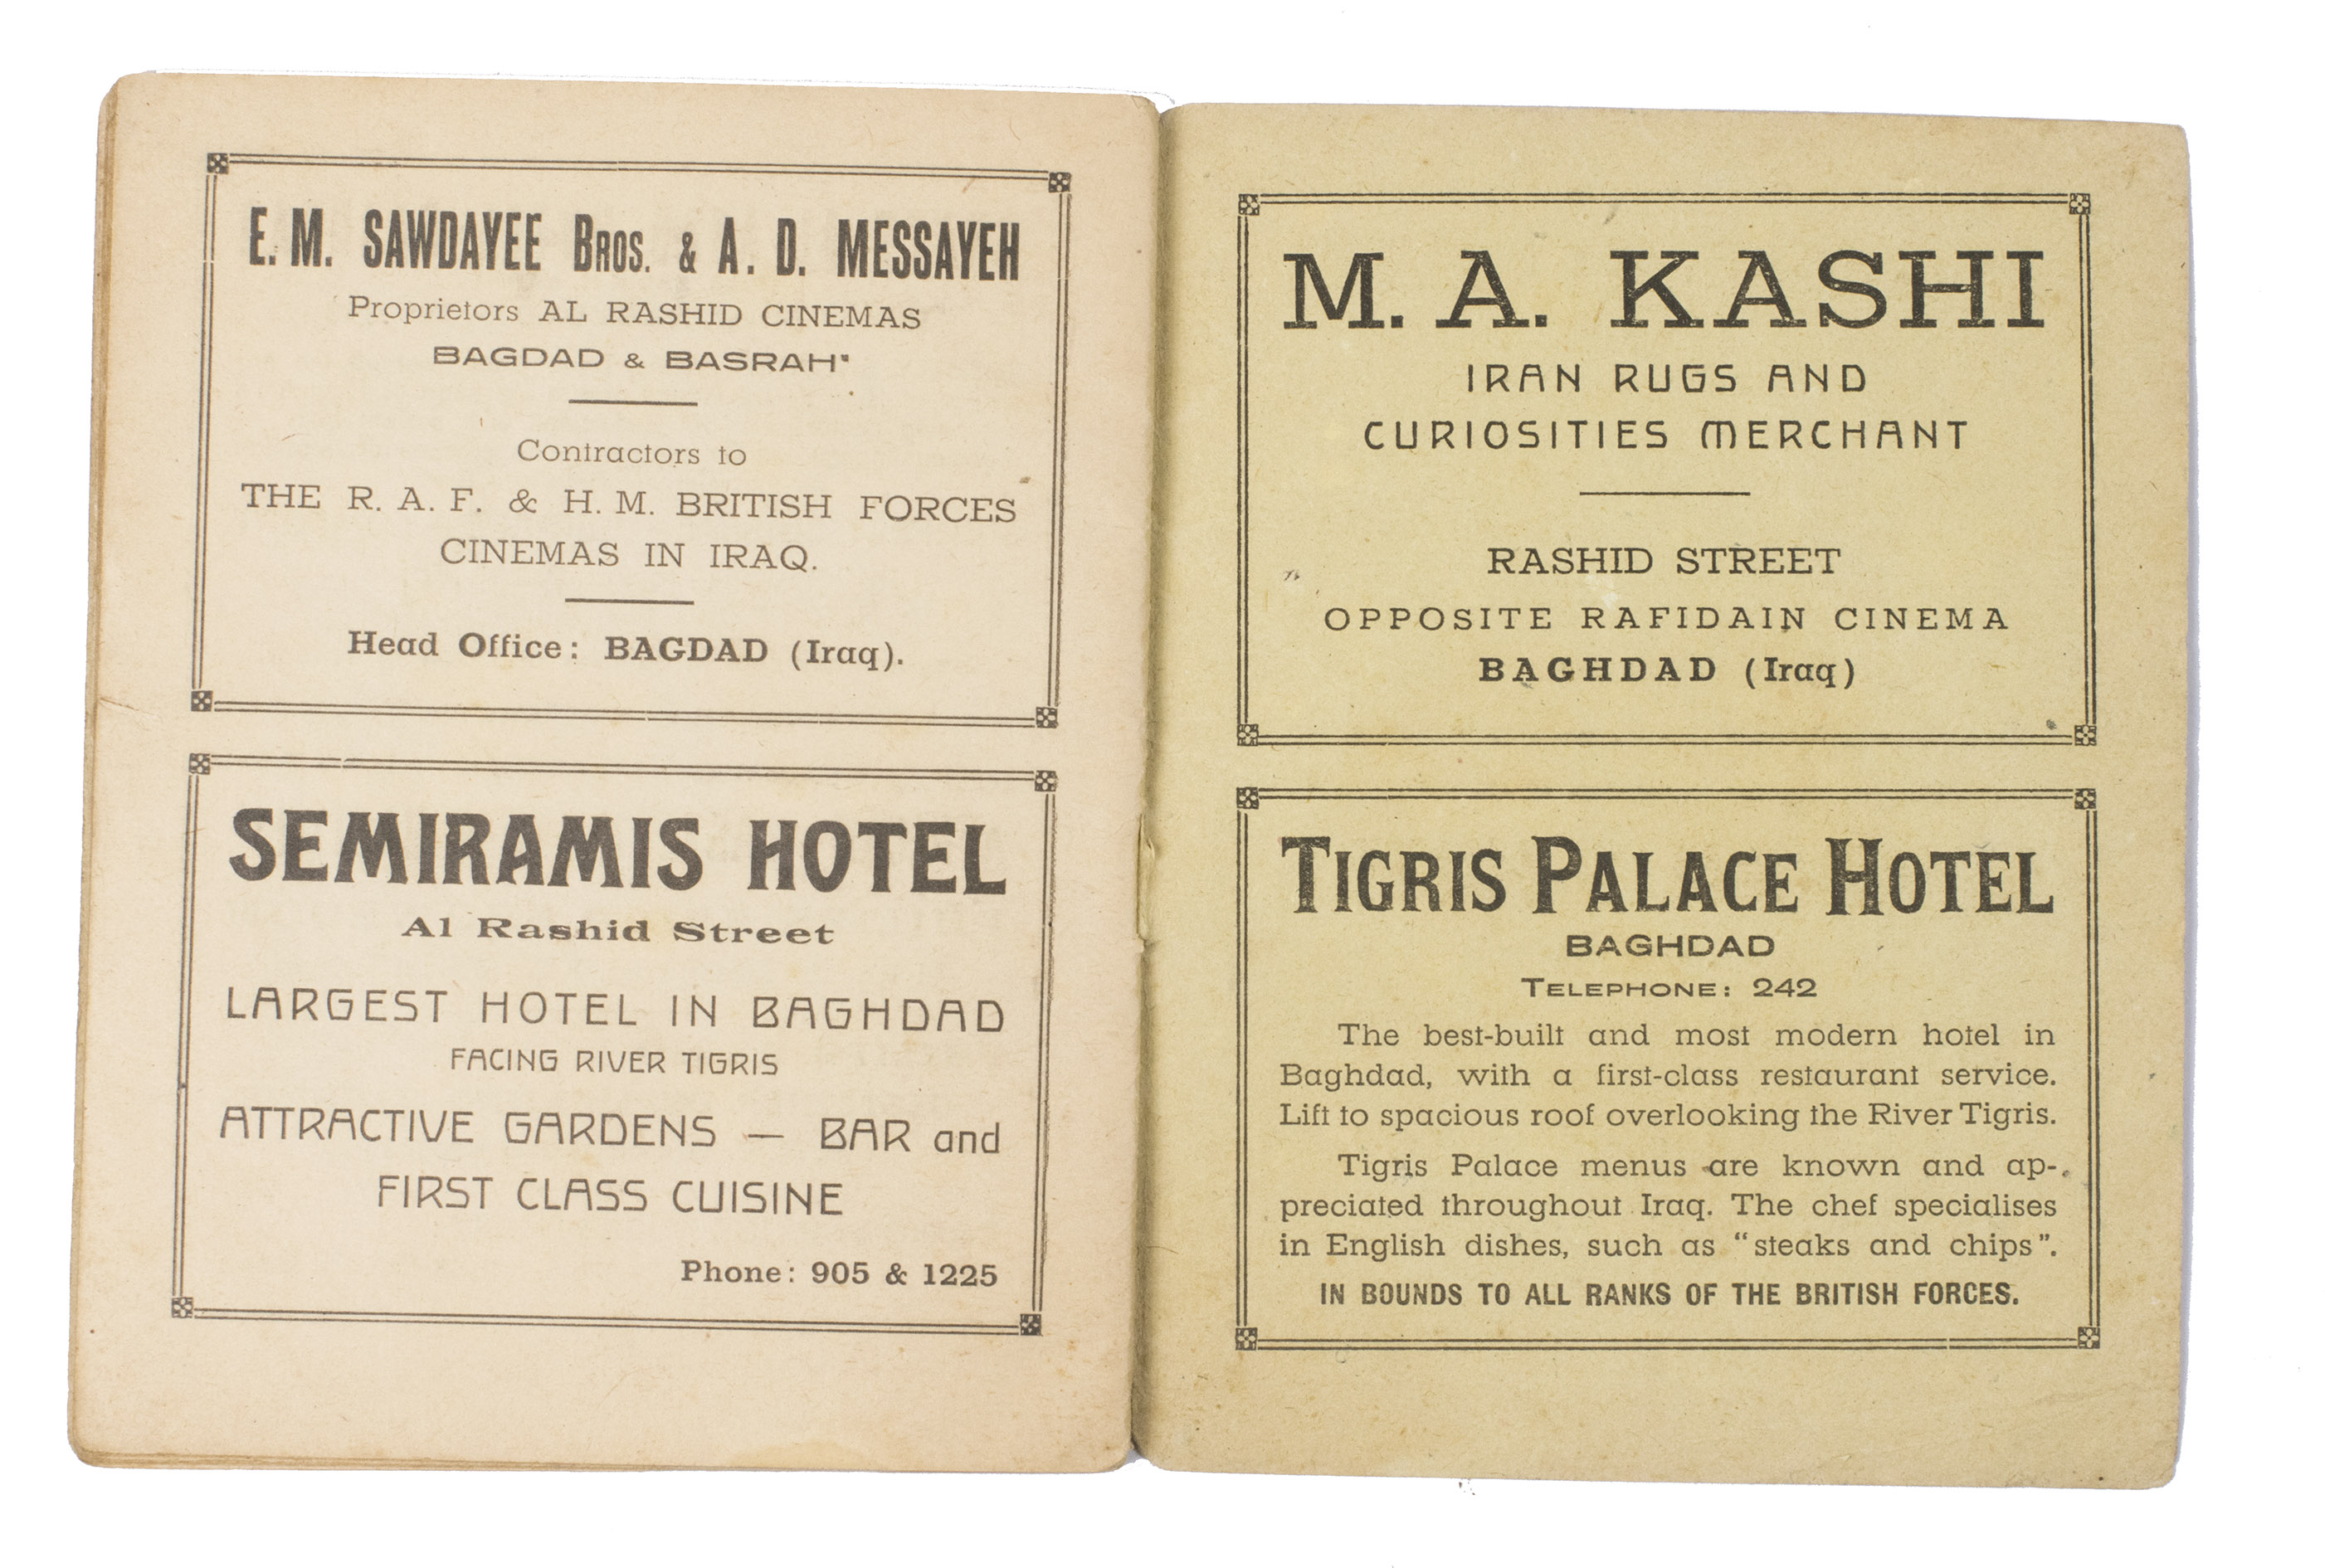 E. M. SAWDAYEE BROS. & A. D. MESSAYEH
Proprietors AL RASHID CINEMAS
BAGDAD & BASRAH
Contractors to
THE R. A. F. & H. M. BRITISH FORCES
CINEMAS IN IRAQ.
Head Office: BAGDAD (Iraq).
SEMIRAMIS HOTEL
Al Rashid Street
LARGEST HOTEL IN BAGHDAD
FACING RIVER TIGRIS
ATTRACTIVE GARDENS — BAR and
FIRST CLASS CUISINE
Phone: 905 & 1225
M. A. KASHI
IRAN RUGS AND
CURIOSITIES MERCHANT
RASHID STREET
OPPOSITE RAFIDAIN CINEMA
BAGHDAD (Iraq)
TIGRIS PALACE HOTEL
BAGHDAD
TELEPHONE: 242
The best-built and most modern hotel in
Baghdad, with a first-class restaurant service.
Lift to spacious roof overlooking the River Tigris.
Tigris Palace menus are known and ap-
preciated throughout Iraq. The chef specialises
in English dishes, such as "steaks and chips".
IN BOUNDS TO ALL RANKS OF THE BRITISH FORCES.